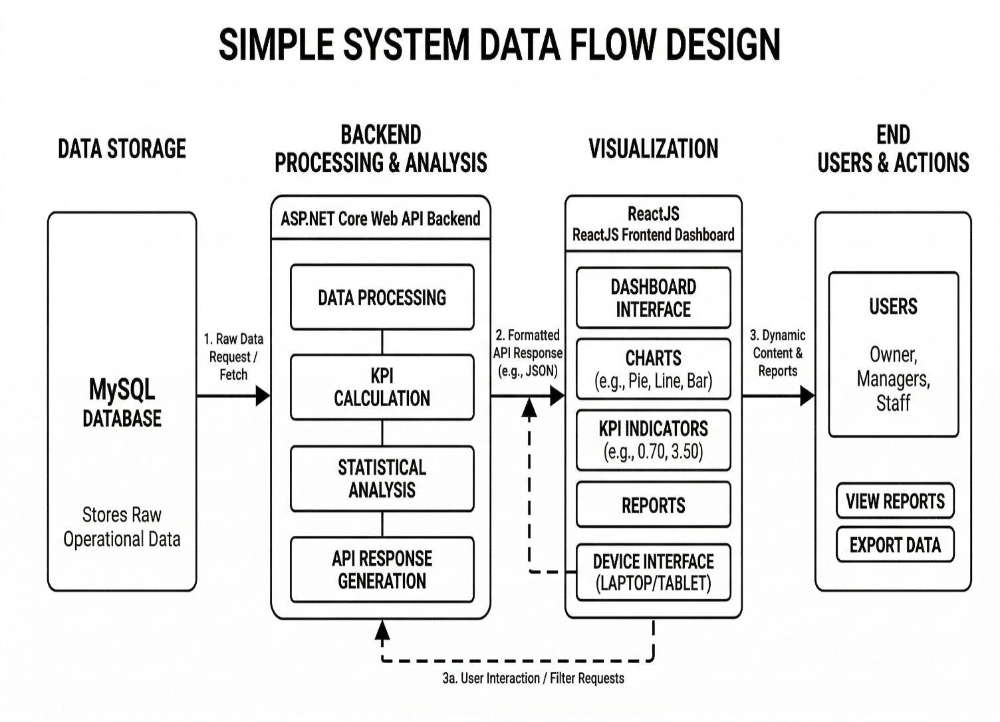 SIMPLE SYSTEM DATA FLOW DESIGN
DATA STORAGE
MySQL
DATABASE
Stores Raw
Operational Data
1. Raw Data
Request /
Fetch
BACKEND
PROCESSING & ANALYSIS
ASP.NET Core Web API Backend
DATA PROCESSING
KPI
CALCULATION
STATISTICAL
ANALYSIS
API RESPONSE
GENERATION
2. Formatted
API Response
(e.g., JSON)
VISUALIZATION
ReactJS
ReactJS Frontend Dashboard
DASHBOARD
INTERFACE
CHARTS
(e.g., Pie, Line, Bar)
KPI INDICATORS
(e.g., 0.70, 3.50)
REPORTS
DEVICE INTERFACE
(LAPTOP/TABLET)
3. Dynamic
Content &
Reports
END
USERS & ACTIONS
USERS
Owner,
Managers,
Staff
VIEW REPORTS
EXPORT DATA
3a. User Interaction / Filter Requests